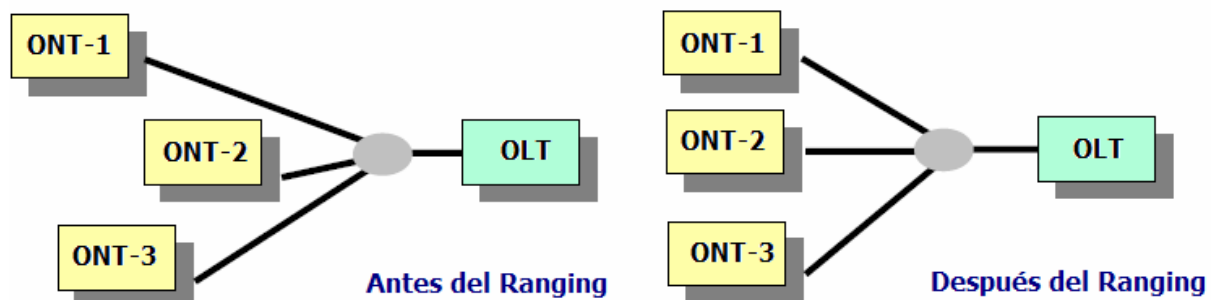 ONT-1
ONT-2
ONT-3
OLT
Antes del Ranging
ONT-1
ONT-2
ONT-3
OLT
Después del Ranging